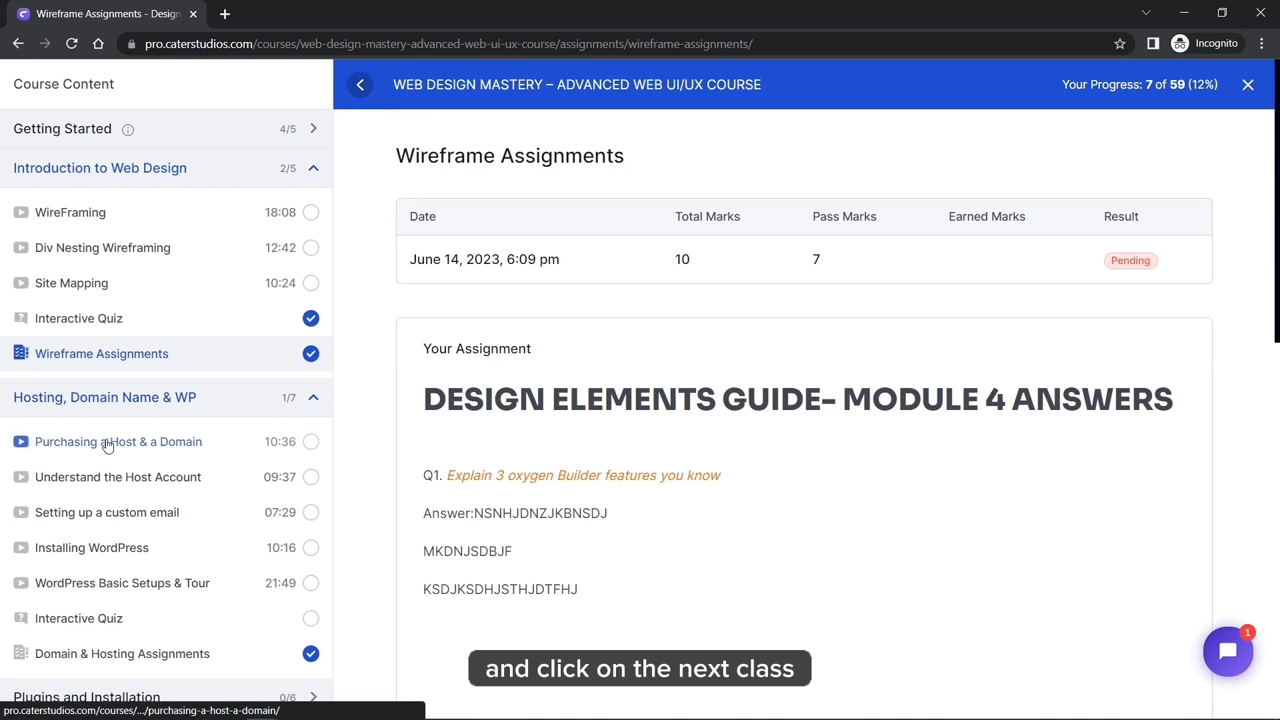 Wireframe Assignments - Design
pro.caterstudios.com/courses/web-design-mastery-advanced-web-ui-ux-course/assignments/wireframe-assignments/
Incognito
Course Content
WEB DESIGN MASTERY – ADVANCED WEB UI/UX COURSE
Your Progress: 7 of 59 (12%)
Getting Started 4/5
Introduction to Web Design 2/5
WireFraming 18:08
Div Nesting Wireframing 12:42
Site Mapping 10:24
Interactive Quiz
Wireframe Assignments
Hosting, Domain Name & WP 1/7
Purchasing a Host & a Domain 10:36
Understand the Host Account 09:37
Setting up a custom email 07:29
Installing WordPress 10:16
WordPress Basic Setups & Tour 21:49
Interactive Quiz
Domain & Hosting Assignments
Plugins and Installation 0/6
pro.caterstudios.com/courses/.../purchasing-a-host-a-domain/
Wireframe Assignments
Date Total Marks Pass Marks Earned Marks Result
June 14, 2023, 6:09 pm 10 7 Pending
Your Assignment
DESIGN ELEMENTS GUIDE– MODULE 4 ANSWERS
Q1. Explain 3 oxygen Builder features you know
Answer:NSNHJDNZJKBNSDJ
MKDNJSDBJF
KSDJKSDHJSTHJDTFHJ
and click on the next class
1